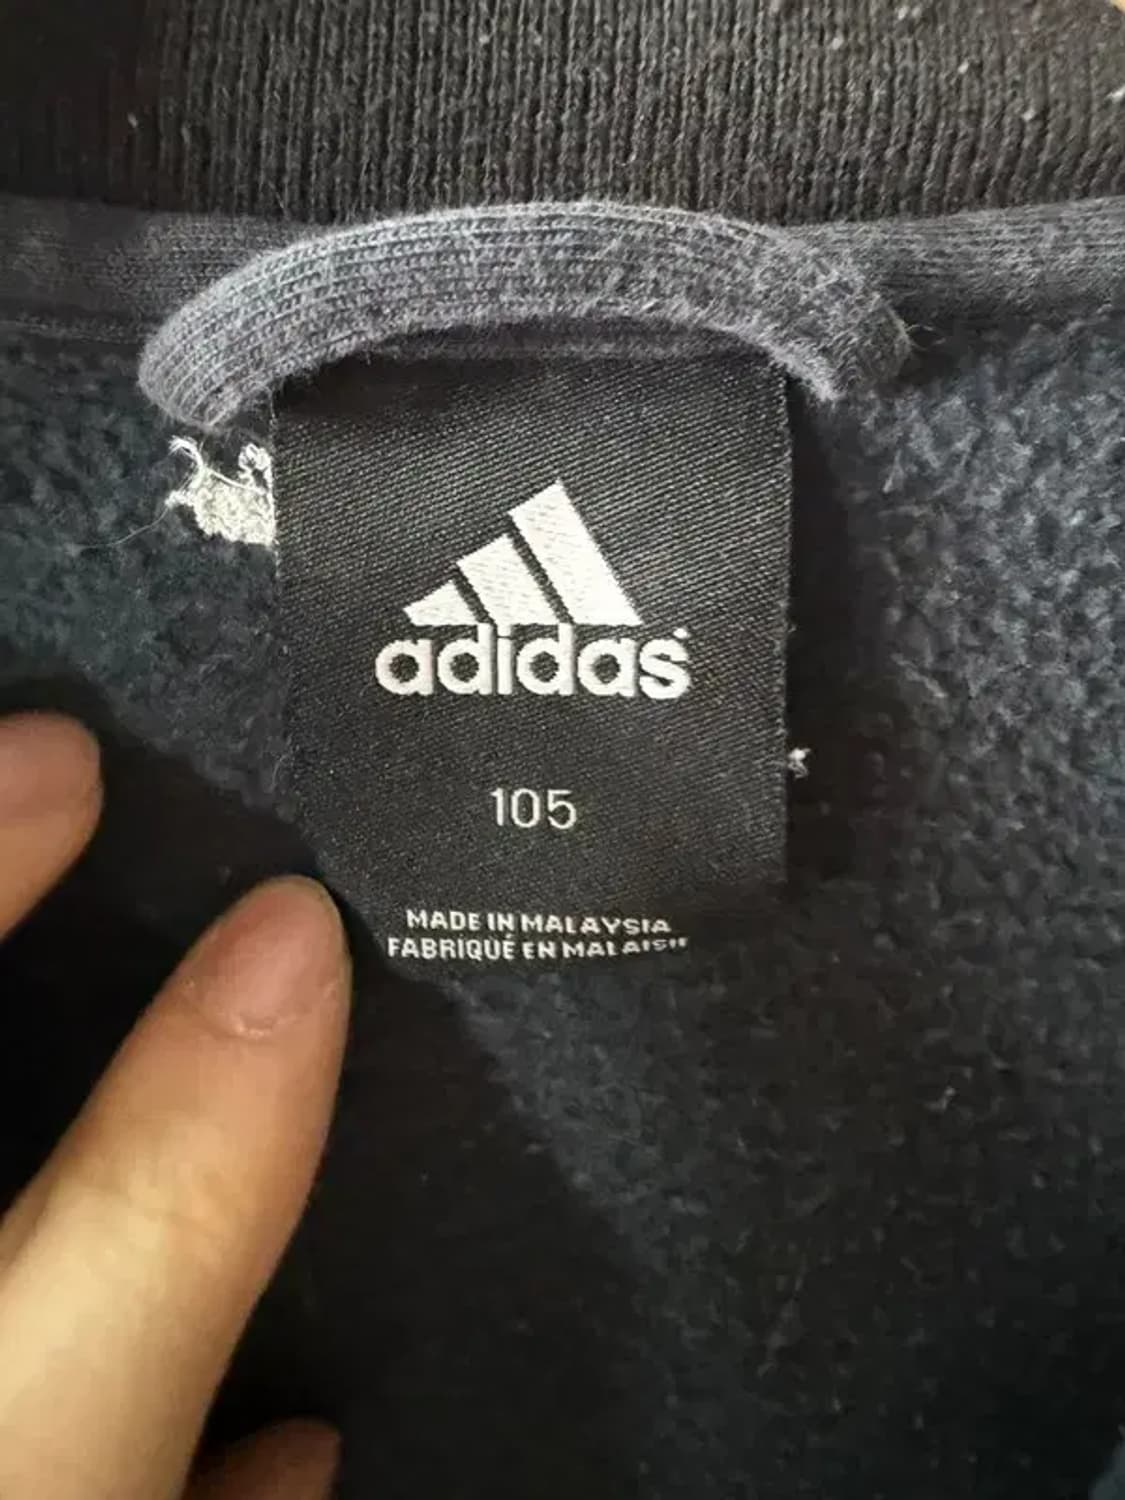 adidas
105
MADE IN MALAYSIA
FABRIQUÉ EN MALAISIE